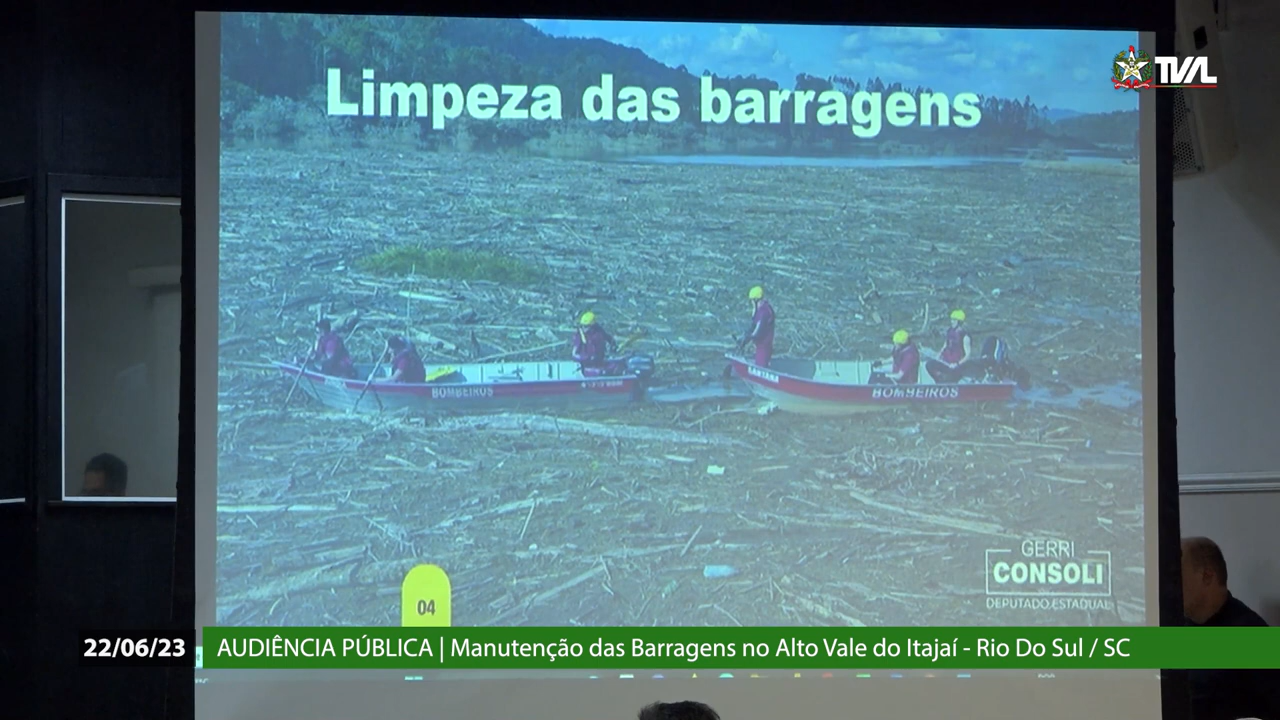 Limpeza das barragens
TVAL
BOMBEIROS
SANTANA
BOMBEIROS
GERRI
CONSOLI
DEPUTADO ESTADUAL
04
22/06/23
AUDIÊNCIA PÚBLICA | Manutenção das Barragens no Alto Vale do Itajaí - Rio Do Sul / SC